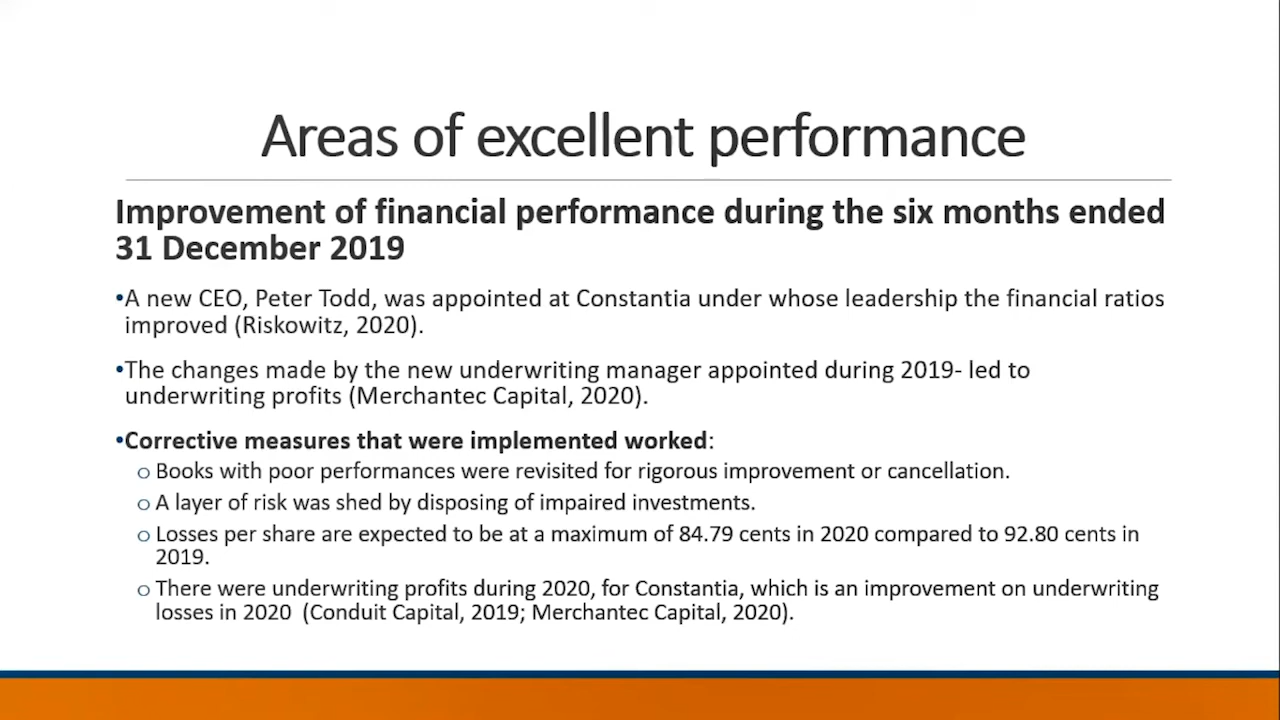 Areas of excellent performance
Improvement of financial performance during the six months ended
31 December 2019
•A new CEO, Peter Todd, was appointed at Constantia under whose leadership the financial ratios
improved (Riskowitz, 2020).
•The changes made by the new underwriting manager appointed during 2019- led to
underwriting profits (Merchantec Capital, 2020).
•Corrective measures that were implemented worked:
o Books with poor performances were revisited for rigorous improvement or cancellation.
o A layer of risk was shed by disposing of impaired investments.
o Losses per share are expected to be at a maximum of 84.79 cents in 2020 compared to 92.80 cents in
2019.
o There were underwriting profits during 2020, for Constantia, which is an improvement on underwriting
losses in 2020 (Conduit Capital, 2019; Merchantec Capital, 2020).